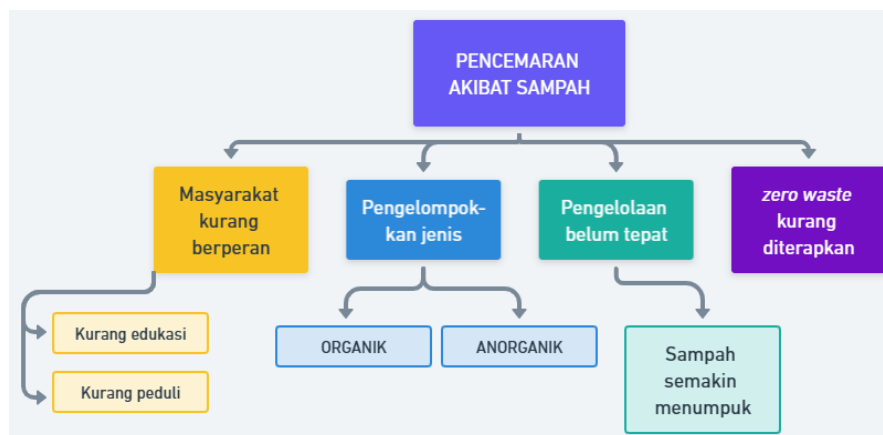 PENCEMARAN
AKIBAT SAMPAH
Masyarakat
kurang
berperan
Pengelompok-
kan jenis
Pengelolaan
belum tepat
zero waste
kurang
diterapkan
Kurang edukasi
Kurang peduli
ORGANIK
ANORGANIK
Sampah
semakin
menumpuk